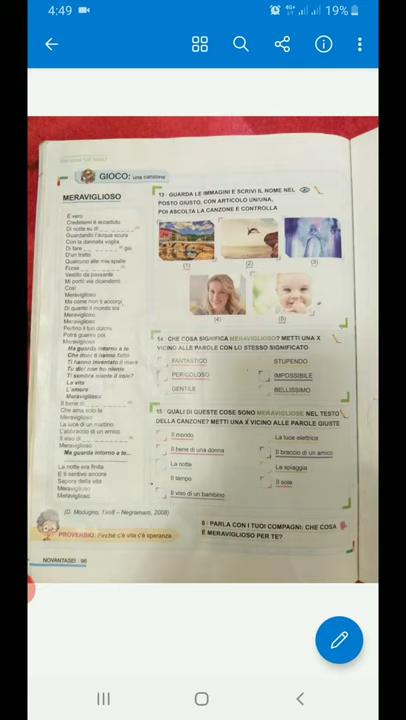 4:49
19%
GIOCO: una canzone
MERAVIGLIOSO
È vero
Credetemi è accaduto
Di notte su di (1)
Guardando l'acqua scura
Con la dannata voglia
Di fare (2) giù
D'un tratto
Qualcuno alle mie spalle
Forse (3)
Vestito da passante
Mi portò via dicendomi
Così
Meraviglioso
Ma come non ti accorgi
Di quanto il mondo sia
Meraviglioso
Meraviglioso
Perfino il tuo dolore
Potrà guarire poi
Meraviglioso
Ma guarda intorno a te
Che doni ti hanno fatto
Ti hanno inventato il mare
Tu dici non ho niente
Ti sembra niente il sole?
La vita
L'amore
Meraviglioso
Il bene di (4)
Che ama solo te
Meraviglioso
La luce di un mattino
L'abbraccio di un amico
Il viso di (5)
Meraviglioso
Ma guarda intorno a te...
La notte era finita
E ti sentivo ancora
Sapore della vita
Meraviglioso
Meraviglioso
(D. Modugno, 1968 – Negramaro, 2008)
PROVERBIO: Finché c'è vita c'è speranza
NOVANTASEI · 96
13 · GUARDA LE IMMAGINI E SCRIVI IL NOME NEL
POSTO GIUSTO, CON ARTICOLO UN/UNA,
POI ASCOLTA LA CANZONE E CONTROLLA
(1) (2) (3)
(4) (5)
14 · CHE COSA SIGNIFICA MERAVIGLIOSO? METTI UNA X
VICINO ALLE PAROLE CON LO STESSO SIGNIFICATO
FANTASTICO STUPENDO
PERICOLOSO IMPOSSIBILE
GENTILE BELLISSIMO
15 · QUALI DI QUESTE COSE SONO MERAVIGLIOSE NEL TESTO
DELLA CANZONE? METTI UNA X VICINO ALLE PAROLE GIUSTE
Il mondo La luce elettrica
Il bene di una donna Il braccio di un amico
La notte La spiaggia
Il tempo Il sole
Il viso di un bambino
PARLA CON I TUOI COMPAGNI: CHE COSA
È MERAVIGLIOSO PER TE?